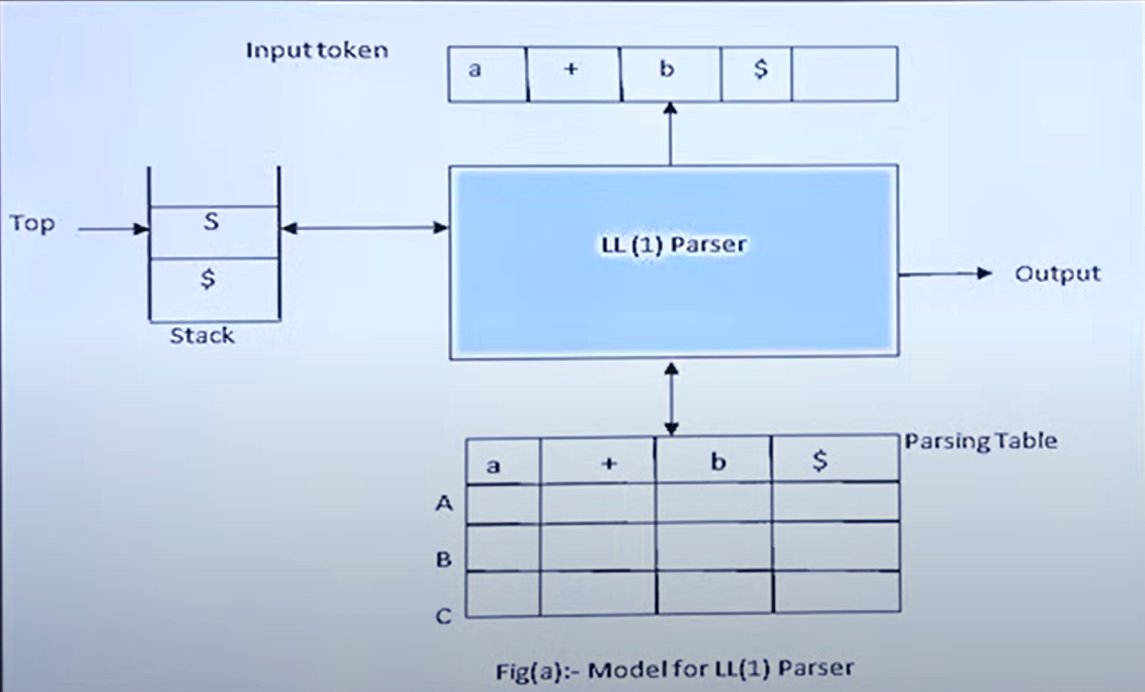 Input token
a + b $
Top
S
$
Stack
LL (1) Parser
Output
Parsing Table
a + b $
A
B
C
Fig(a):- Model for LL(1) Parser